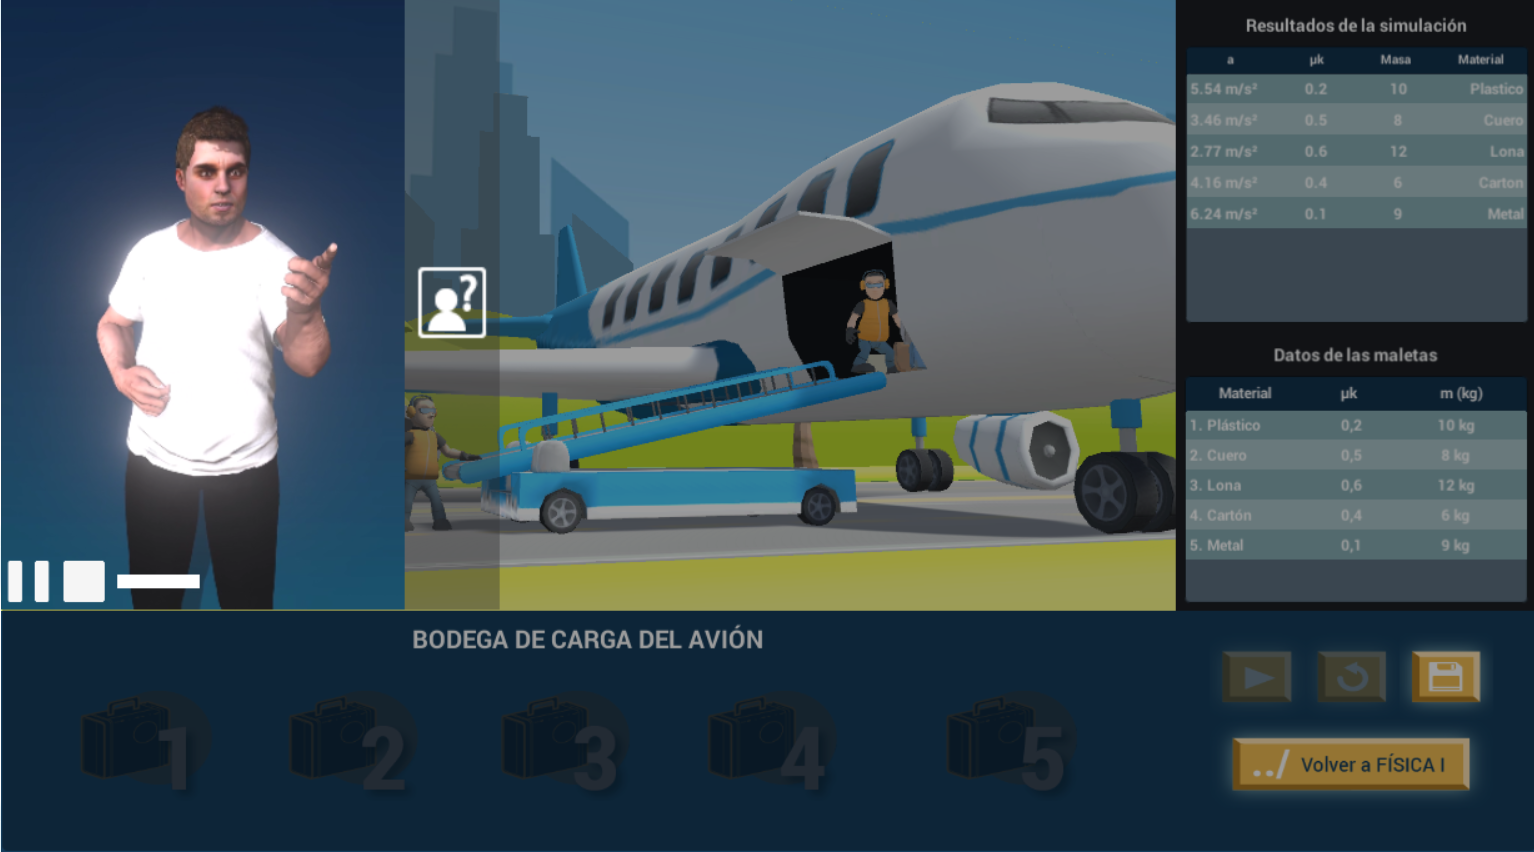 Resultados de la simulación
a µk Masa Material
5.54 m/s² 0.2 10 Plastico
3.46 m/s² 0.5 8 Cuero
2.77 m/s² 0.6 12 Lona
4.16 m/s² 0.4 6 Carton
6.24 m/s² 0.1 9 Metal
?
Datos de las maletas
Material µk m (kg)
1. Plástico 0,2 10 kg
2. Cuero 0,5 8 kg
3. Lona 0,6 12 kg
4. Cartón 0,4 6 kg
5. Metal 0,1 9 kg
BODEGA DE CARGA DEL AVIÓN
1 2 3 4 5
../ Volver a FÍSICA I